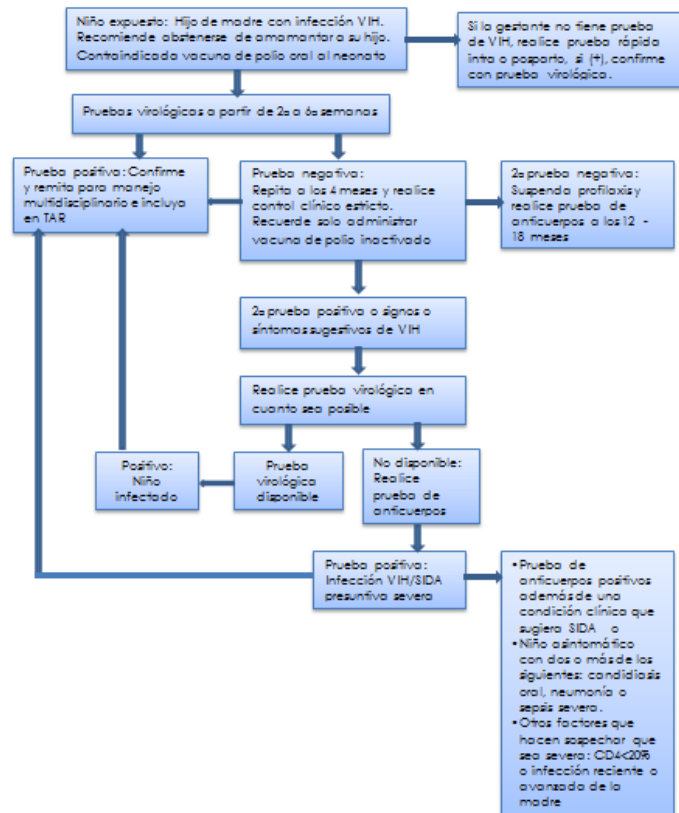 Niño expuesto: Hijo de madre con infección VIH.
Recomiende abstenerse de amamantar a su hijo.
Contraindicada vacuna de polio oral al neonato
Si la gestante no tiene prueba
de VIH, realice prueba rápida
intra o posparto, si (+), confirme
con prueba virológica.
Pruebas virológicas a partir de 2a a 6a semanas
Prueba positiva: Confirme
y remita para manejo
multidisciplinario e incluya
en TAR
Prueba negativa:
Repita a los 4 meses y realice
control clínico esticto.
Recuerde solo administrar
vacuna de polio inactivado
2a prueba negativa:
Suspenda profilaxis y
realice prueba de
anticuerpos a los 12 -
18 meses
2a prueba positiva o signos o
síntomas sugestivos de VIH
Realice prueba virológica en
cuanto sea posible
Positivo:
Niño
infectado
Prueba
virológica
disponible
No disponible:
Realice
prueba de
anticuerpos
Prueba positiva:
Infección VIH/SIDA
presuntiva severa
▪Prueba de
anticuerpos positivos
además de una
condición clínica que
sugiera SIDA o
▪Niño asintomático
con dos o más de los
siguientes: candidiasis
oral, neumonía o
sepsis severa.
▪Otros factores que
hacen sospechar que
sea severa: CD4<20%
o infección reciente o
avanzada de la
madre